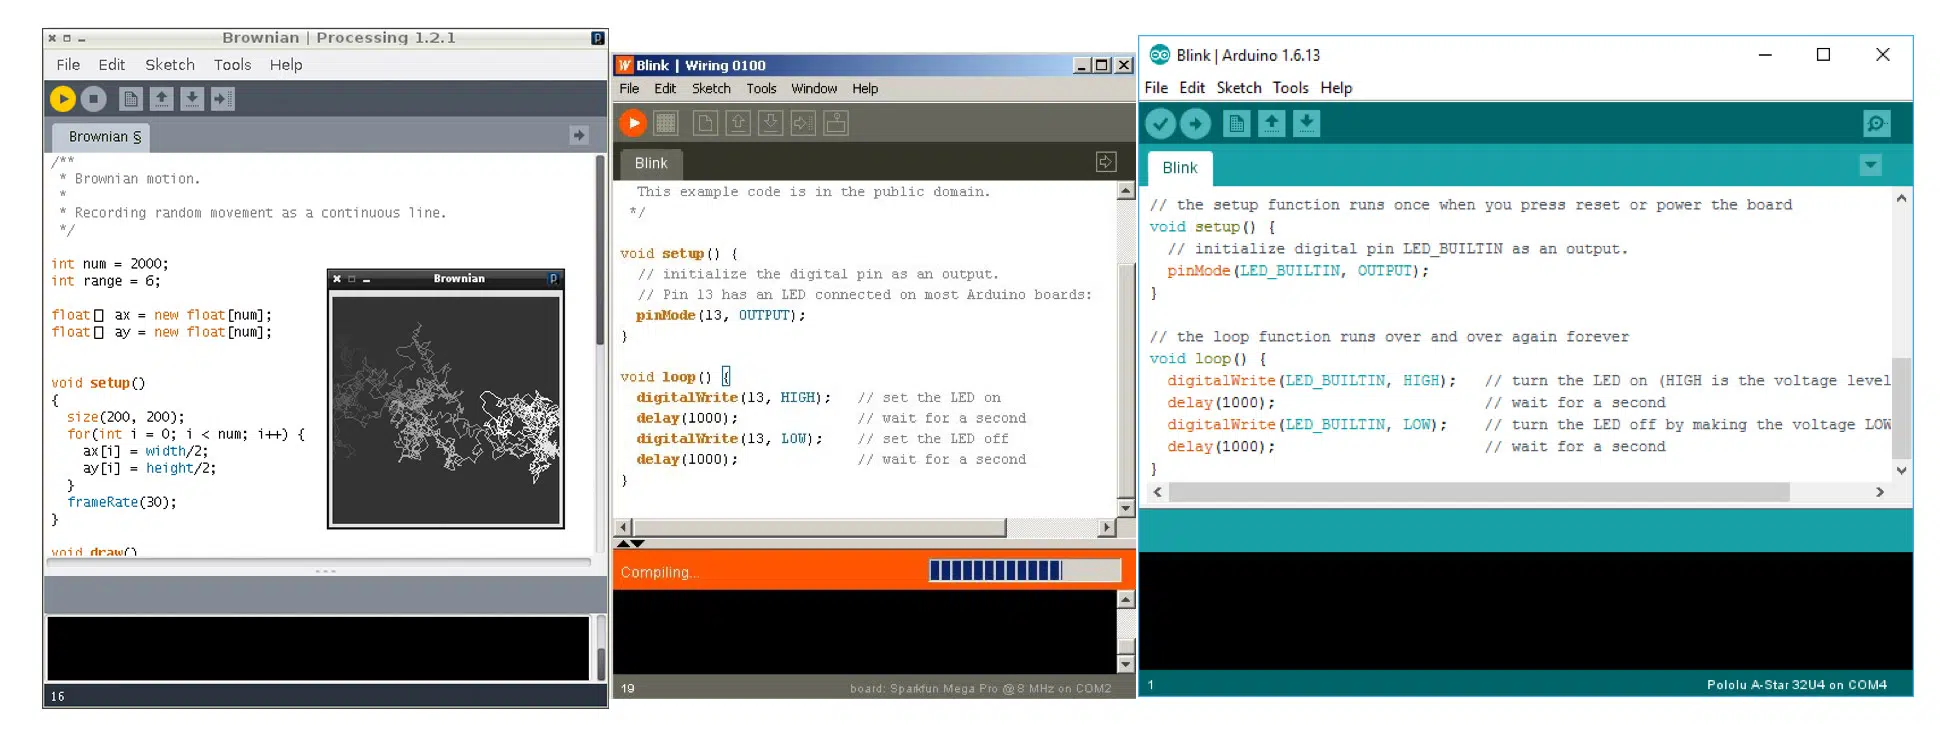 Brownian | Processing 1.2.1
File Edit Sketch Tools Help
Brownian §
/**
* Brownian motion.
*
* Recording random movement as a continuous line.
*/
int num = 2000;
int range = 6;
float[] ax = new float[num];
float[] ay = new float[num];
void setup()
{
size(200, 200);
for(int i = 0; i < num; i++) {
ax[i] = width/2;
ay[i] = height/2;
}
frameRate(30);
}
void draw()
16
Brownian
Blink | Wiring 0100
File Edit Sketch Tools Window Help
Blink
This example code is in the public domain.
*/
void setup() {
// initialize the digital pin as an output.
// Pin 13 has an LED connected on most Arduino boards:
pinMode(13, OUTPUT);
}
void loop() {
digitalWrite(13, HIGH); // set the LED on
delay(1000); // wait for a second
digitalWrite(13, LOW); // set the LED off
delay(1000); // wait for a second
}
Compiling...
19 board: Sparkfun Mega Pro @ 8 MHz on COM2
Blink | Arduino 1.6.13
File Edit Sketch Tools Help
Blink
// the setup function runs once when you press reset or power the board
void setup() {
// initialize digital pin LED_BUILTIN as an output.
pinMode(LED_BUILTIN, OUTPUT);
}
// the loop function runs over and over again forever
void loop() {
digitalWrite(LED_BUILTIN, HIGH); // turn the LED on (HIGH is the voltage level
delay(1000); // wait for a second
digitalWrite(LED_BUILTIN, LOW); // turn the LED off by making the voltage LOW
delay(1000); // wait for a second
}
1 Pololu A-Star 32U4 on COM4